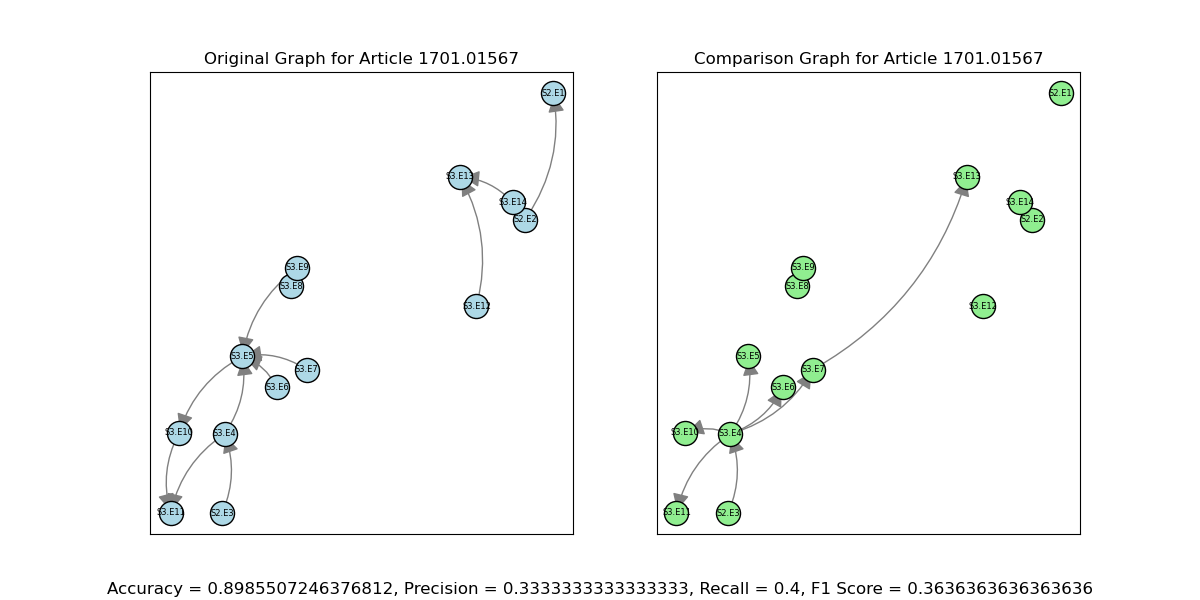 Original Graph for Article 1701.01567
S2.E1
S3.E13
S3.E14
S2.E2
S3.E9
S3.E8
S3.E12
S3.E5
S3.E7
S3.E6
S3.E10
S3.E4
S3.E11
S2.E3
Comparison Graph for Article 1701.01567
S2.E1
S3.E13
S3.E14
S2.E2
S3.E9
S3.E8
S3.E12
S3.E5
S3.E7
S3.E6
S3.E10
S3.E4
S3.E11
S2.E3
Accuracy = 0.8985507246376812, Precision = 0.3333333333333333, Recall = 0.4, F1 Score = 0.3636363636363636